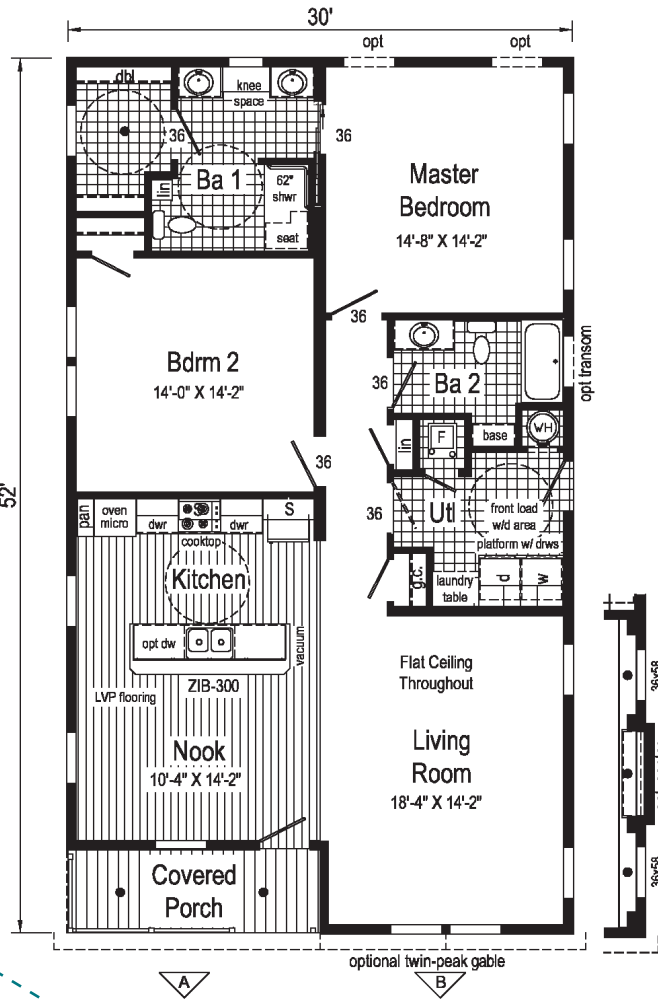 30'
opt
opt
dbl
knee
space
36
36
Ba 1
lin
62"
shwr
seat
Master
Bedroom
14'-8" X 14'-2"
36
Bdrm 2
14'-0" X 14'-2"
36
Ba 2
opt transom
36
lin
F
base
WH
52'
pan
oven
micro
dwr
dwr
cooktop
S
36
Utl
front load
w/d area
platform w/ drws
g.c.
laundry
table
d
w
Kitchen
opt dw
vacuum
ZIB-300
LVP flooring
Flat Ceiling
Throughout
Nook
10'-4" X 14'-2"
Living
Room
18'-4" X 14'-2"
36x58
36x58
Covered
Porch
optional twin-peak gable
A
B